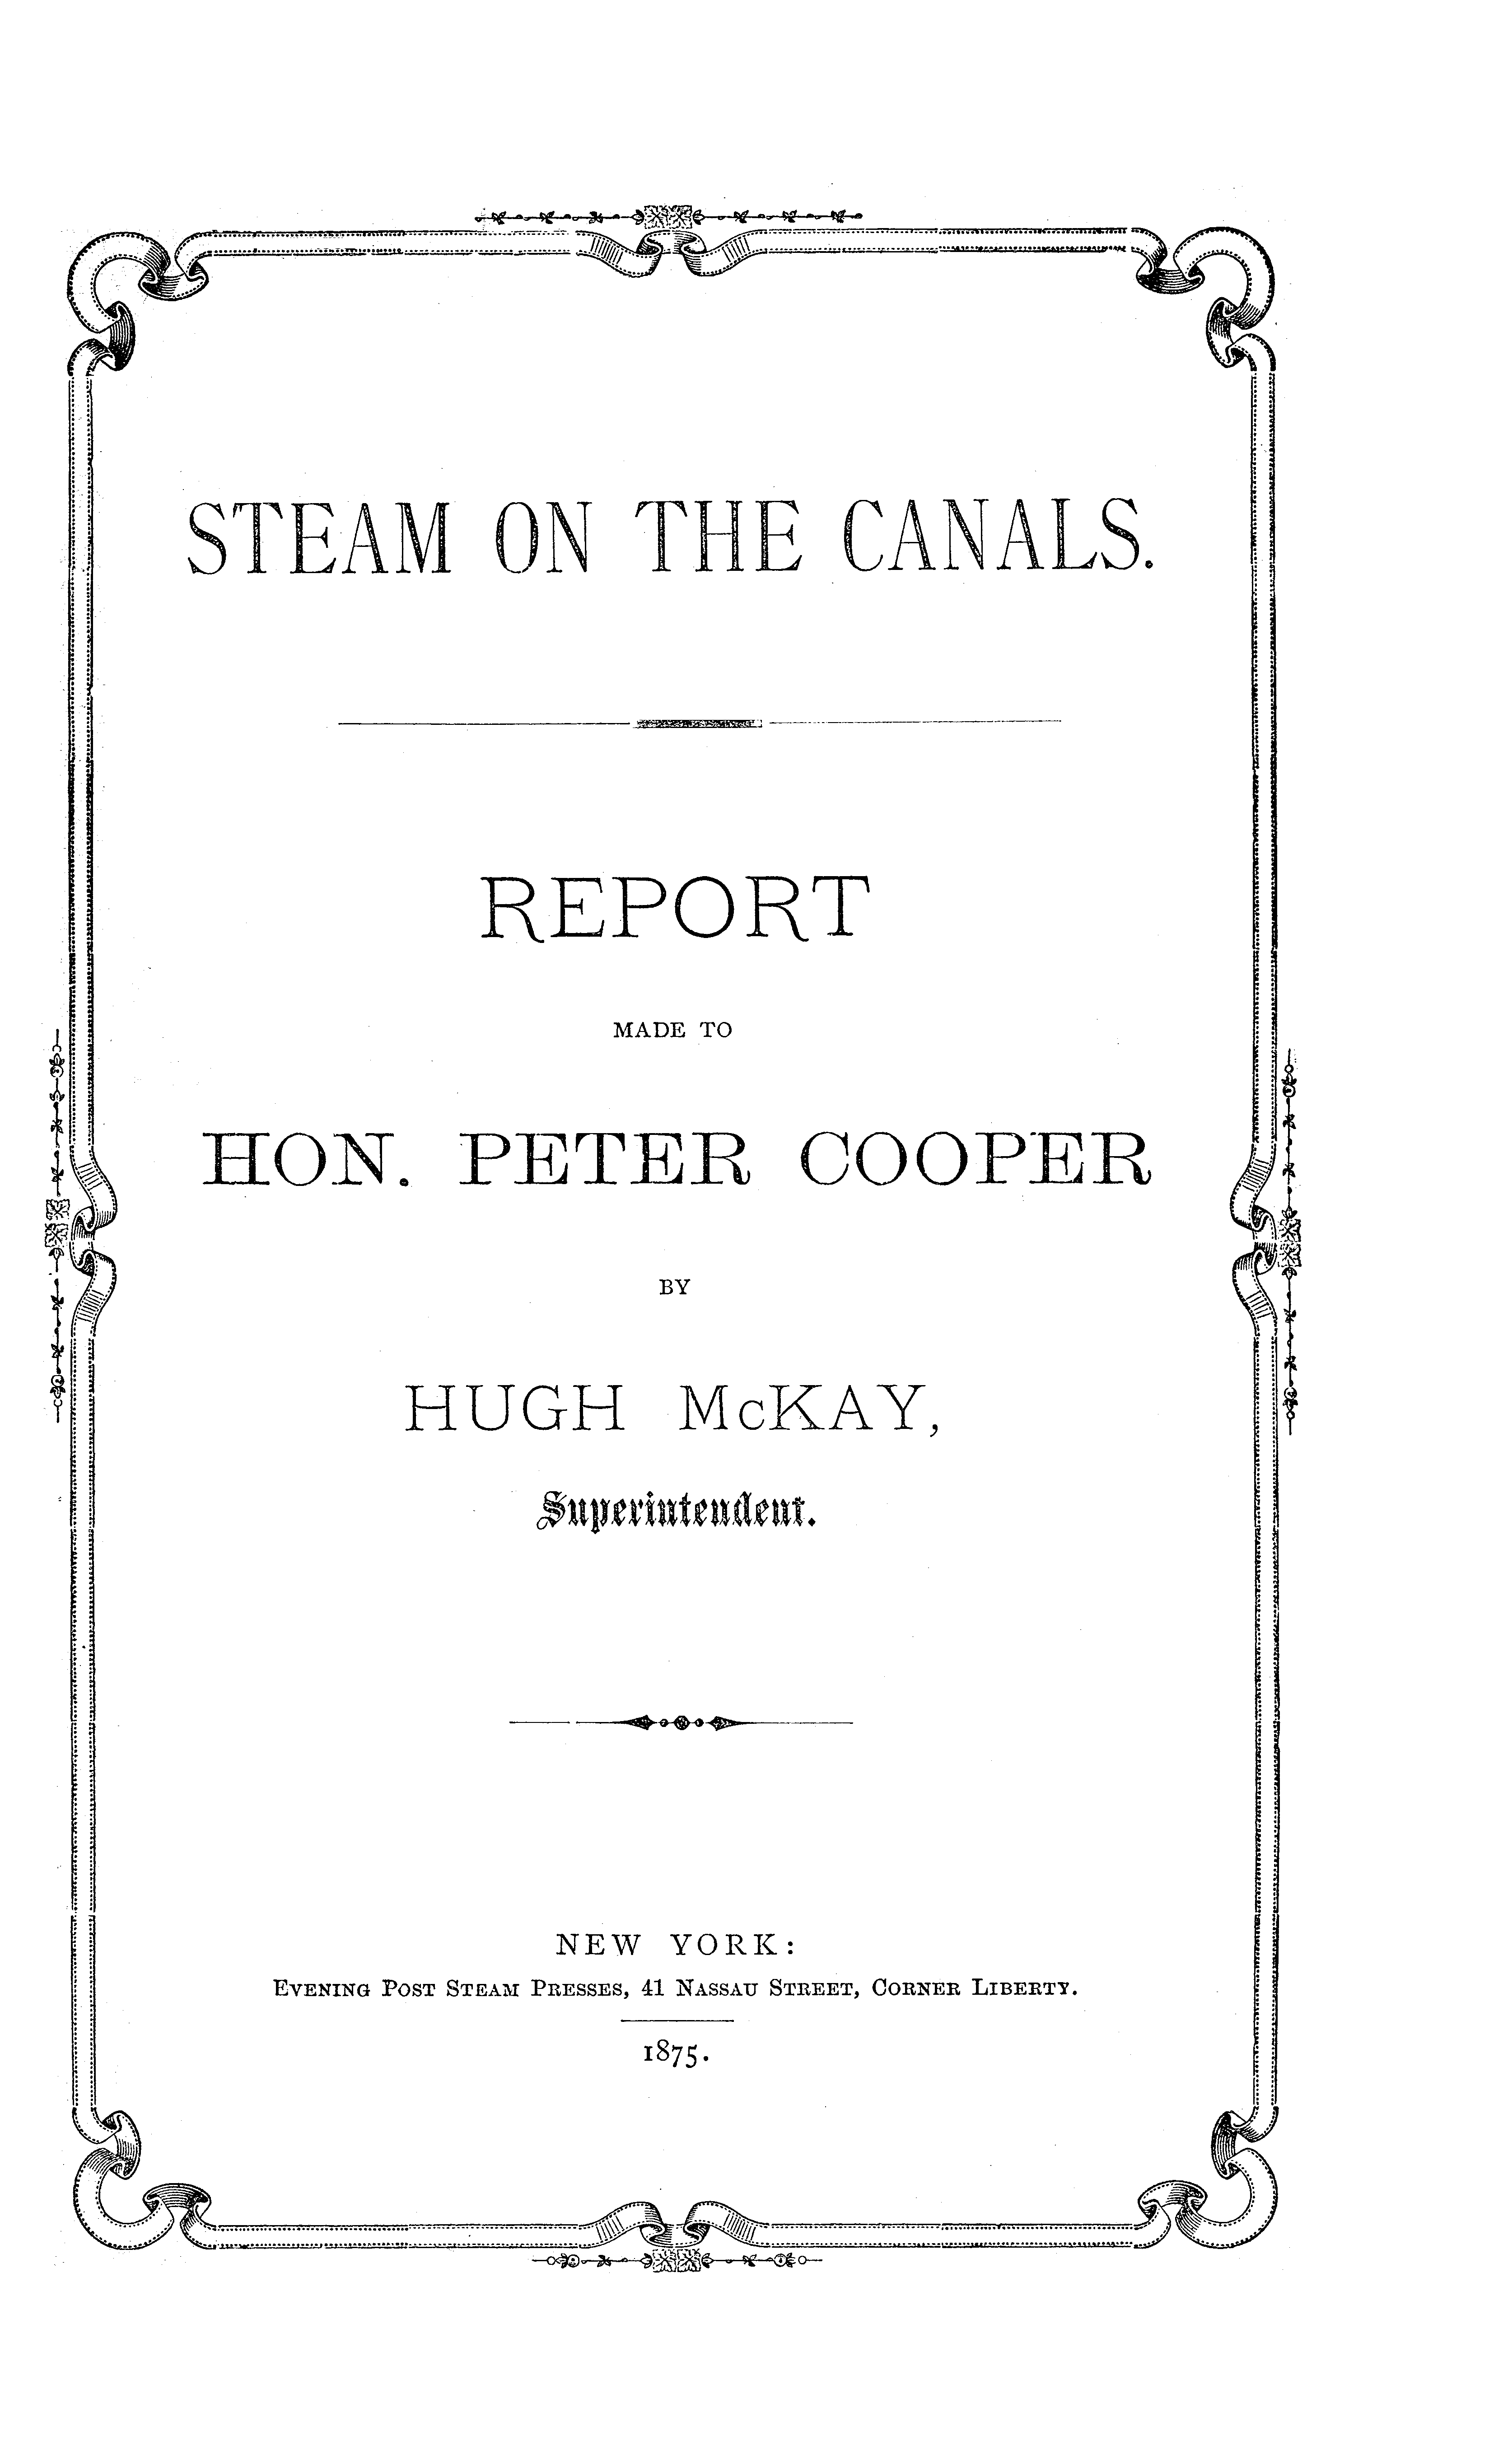 STEAM ON THE CANALS.
REPORT
MADE TO
HON. PETER COOPER
BY
HUGH McKAY,
Superintendent.
NEW YORK:
EVENING POST STEAM PRESSES, 41 NASSAU STREET, CORNER LIBERTY.
1875.